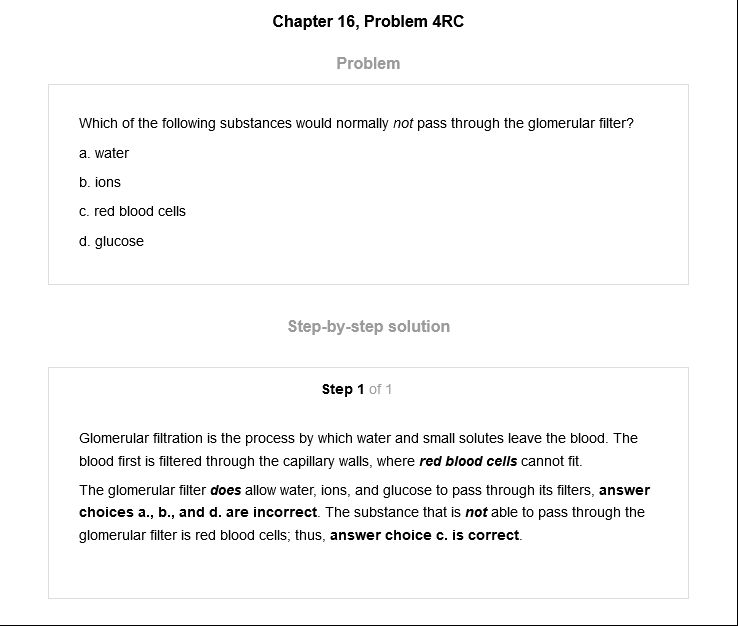 Chapter 16, Problem 4RC
Problem
Which of the following substances would normally not pass through the glomerular filter?
a. water
b. ions
c. red blood cells
d. glucose
Step-by-step solution
Step 1 of 1
Glomerular filtration is the process by which water and small solutes leave the blood. The
blood first is filtered through the capillary walls, where red blood cells cannot fit.
The glomerular filter does allow water, ions, and glucose to pass through its filters, answer
choices a., b., and d. are incorrect. The substance that is not able to pass through the
glomerular filter is red blood cells; thus, answer choice c. is correct.